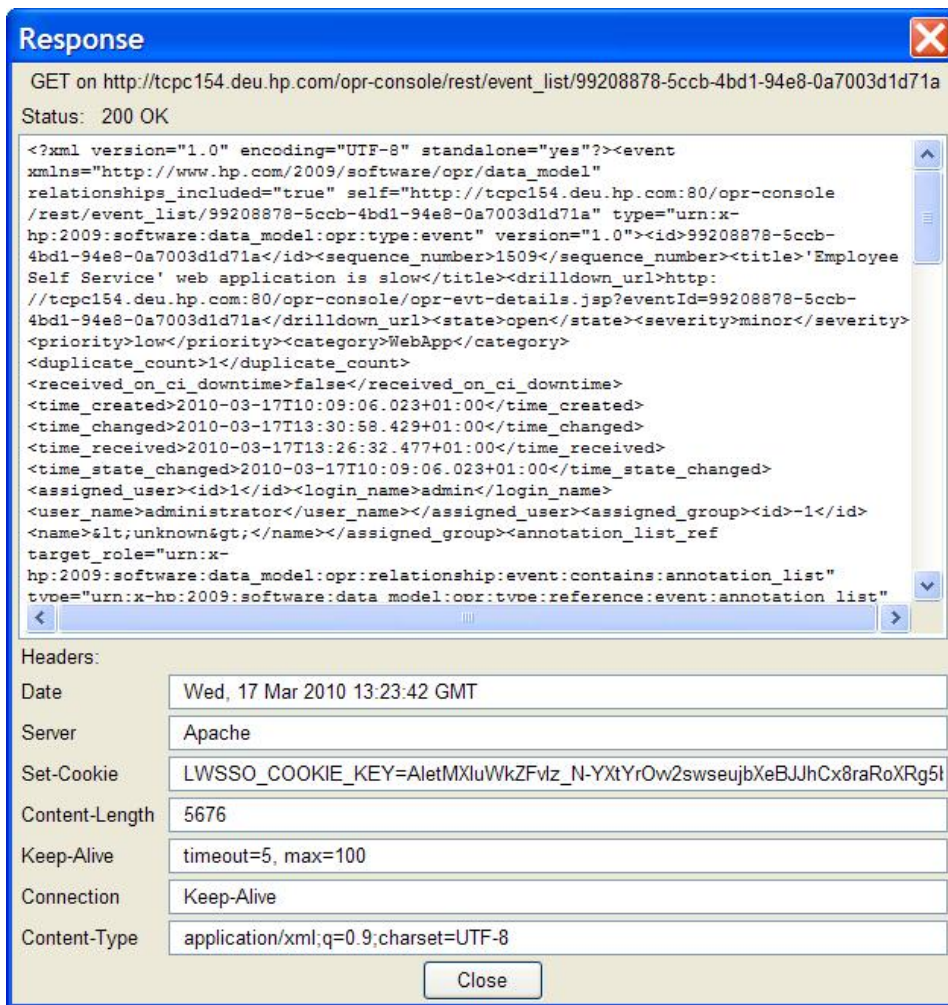 Response
GET on http://tcpc154.deu.hp.com/opr-console/rest/event_list/99208878-5ccb-4bd1-94e8-0a7003d1d71a
Status: 200 OK
<?xml version="1.0" encoding="UTF-8" standalone="yes"?><event
xmlns="http://www.hp.com/2009/software/opr/data_model"
relationships_included="true" self="http://tcpc154.deu.hp.com:80/opr-console
/rest/event_list/99208878-5ccb-4bd1-94e8-0a7003d1d71a" type="urn:x-
hp:2009:software:data_model:opr:type:event" version="1.0"><id>99208878-5ccb-
4bd1-94e8-0a7003d1d71a</id><sequence_number>1509</sequence_number><title>'Employee
Self Service' web application is slow</title><drilldown_url>http:
//tcpc154.deu.hp.com:80/opr-console/opr-evt-details.jsp?eventId=99208878-5ccb-
4bd1-94e8-0a7003d1d71a</drilldown_url><state>open</state><severity>minor</severity>
<priority>low</priority><category>WebApp</category>
<duplicate_count>1</duplicate_count>
<received_on_ci_downtime>false</received_on_ci_downtime>
<time_created>2010-03-17T10:09:06.023+01:00</time_created>
<time_changed>2010-03-17T13:30:58.429+01:00</time_changed>
<time_received>2010-03-17T13:26:32.477+01:00</time_received>
<time_state_changed>2010-03-17T10:09:06.023+01:00</time_state_changed>
<assigned_user><id>1</id><login_name>admin</login_name>
<user_name>administrator</user_name></assigned_user><assigned_group><id>-1</id>
<name>&lt;unknown&gt;</name></assigned_group><annotation_list_ref
target_role="urn:x-
hp:2009:software:data_model:opr:relationship:event:contains:annotation_list"
type="urn:x-hp:2009:software:data_model:opr:type:reference:event:annotation_list"
Headers:
Date Wed, 17 Mar 2010 13:23:42 GMT
Server Apache
Set-Cookie LWSSO_COOKIE_KEY=AletMXIuWkZFvIz_N-YXtYrOw2swseujbXeBJJhCx8raRoXRg5
Content-Length 5676
Keep-Alive timeout=5, max=100
Connection Keep-Alive
Content-Type application/xml;q=0.9;charset=UTF-8
Close